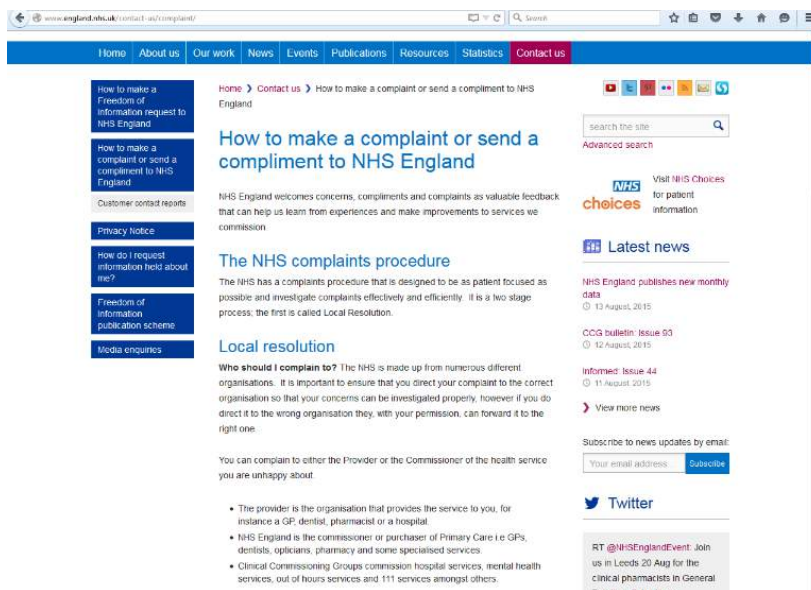 www.england.nhs.uk/contact-us/complaint/
Search
Home About us Our work News Events Publications Resources Statistics Contact us
How to make a
Freedom of
Information request to
NHS England
How to make a
complaint or send a
compliment to NHS
England
Customer contact reports
Privacy Notice
How do I request
information held about
me?
Freedom of
Information
publication scheme
Media enquiries
Home ❯ Contact us ❯ How to make a complaint or send a compliment to NHS
England
How to make a complaint or send a
compliment to NHS England
NHS England welcomes concerns, compliments and complaints as valuable feedback
that can help us learn from experiences and make improvements to services we
commission
The NHS complaints procedure
The NHS has a complaints procedure that is designed to be as patient focused as
possible and investigate complaints effectively and efficiently. It is a two stage
process; the first is called Local Resolution.
Local resolution
Who should I complain to? The NHS is made up from numerous different
organisations. It is important to ensure that you direct your complaint to the correct
organisation so that your concerns can be investigated properly, however if you do
direct it to the wrong organisation they, with your permission, can forward it to the
right one.
You can complain to either the Provider or the Commissioner of the health service
you are unhappy about.
• The provider is the organisation that provides the service to you, for
instance a GP, dentist, pharmacist or a hospital.
• NHS England is the commissioner or purchaser of Primary Care i.e GPs,
dentists, opticians, pharmacy and some specialised services.
• Clinical Commissioning Groups commission hospital services, mental health
services, out of hours services and 111 services amongst others.
search the site
Advanced search
NHS
choices
Visit NHS Choices
for patient
information
Latest news
NHS England publishes new monthly
data
13 August, 2015
CCG bulletin: Issue 93
12 August, 2015
Informed: Issue 44
11 August 2015
❯ View more news
Subscribe to news updates by email:
Your email address Subscribe
Twitter
RT @NHSEnglandEvent: Join
us in Leeds 20 Aug for the
clinical pharmacists in General